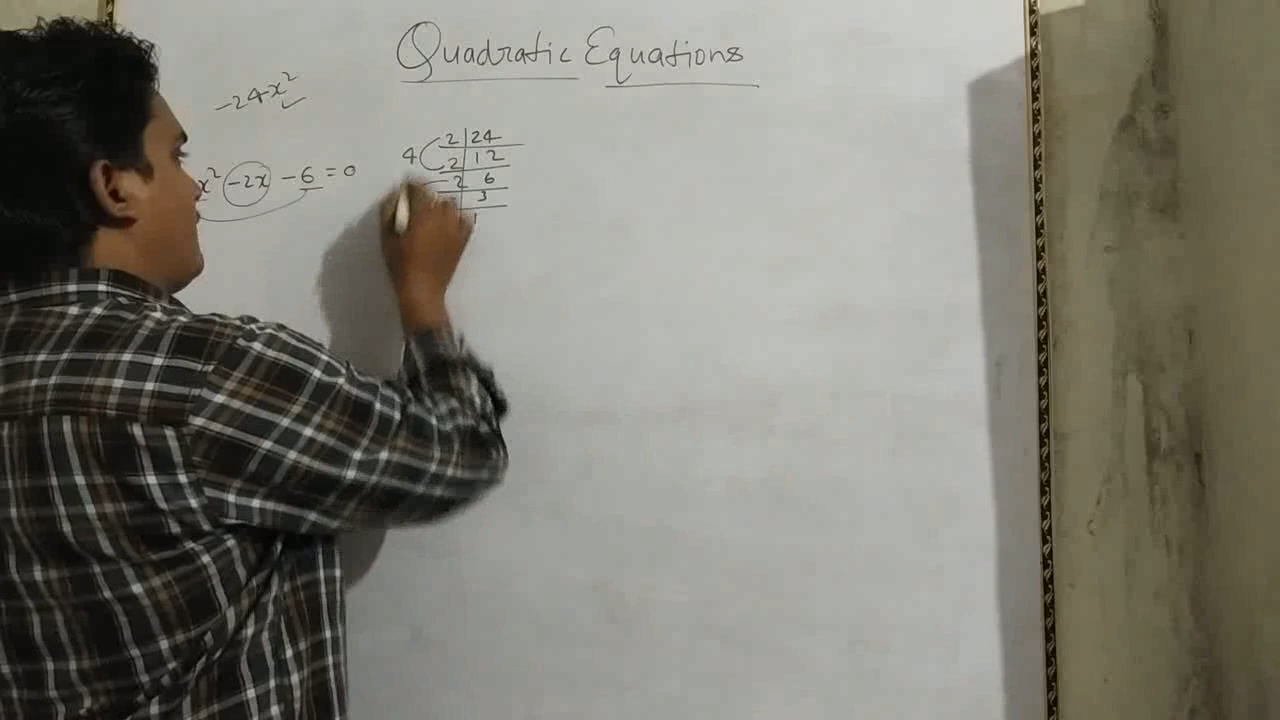 Quadratic Equations
-24x²
x² -2x - 6 = 0
2 | 24
4
2 | 12
2 6
3
1